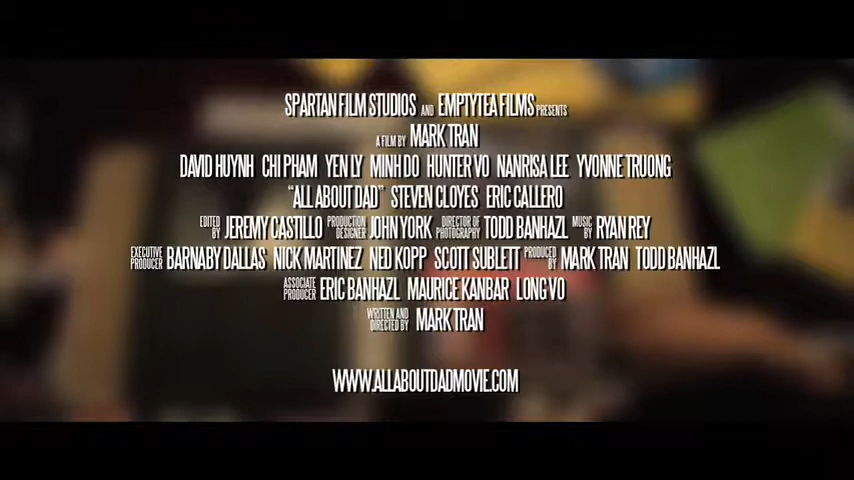 SPARTAN FILM STUDIOS AND EMPTYTEA FILMS PRESENTS
A FILM BY MARK TRAN
DAVID HUYNH CHI PHAM YEN LY MINH DO HUNTER VO NANRISA LEE YVONNE TRUONG
“ALL ABOUT DAD” STEVEN CLOYES ERIC CALLERO
EDITED BY JEREMY CASTILLO PRODUCTION DESIGNER JOHN YORK DIRECTOR OF PHOTOGRAPHY TODD BANHAZL MUSIC BY RYAN REY
EXECUTIVE PRODUCER BARNABY DALLAS NICK MARTINEZ NED KOPP SCOTT SUBLETT PRODUCED BY MARK TRAN TODD BANHAZL
ASSOCIATE PRODUCER ERIC BANHAZL MAURICE KANBAR LONG VO
WRITTEN AND DIRECTED BY MARK TRAN
WWW.ALLABOUTDADMOVIE.COM